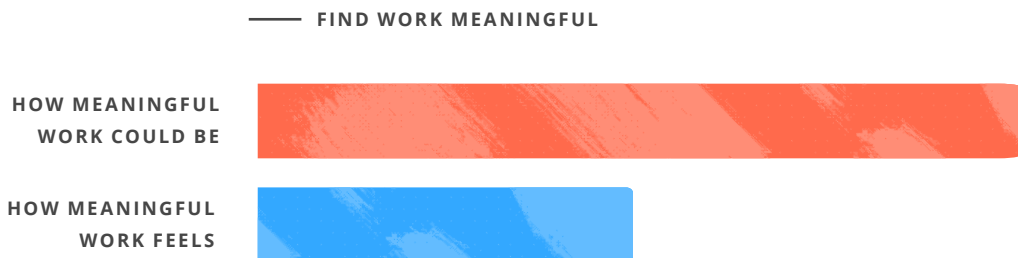 FIND WORK MEANINGFUL
HOW MEANINGFUL
WORK COULD BE
HOW MEANINGFUL
WORK FEELS